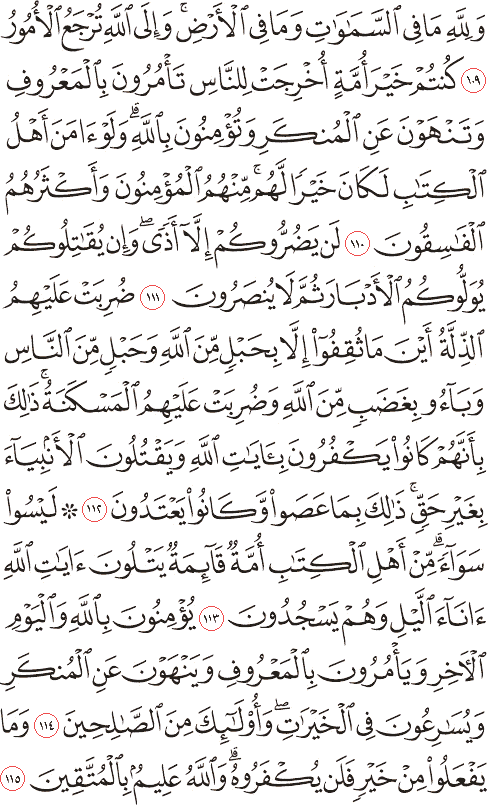 وَلِلَّهِ مَا فِي ٱلسَّمَٰوَٰتِ وَمَا فِي ٱلۡأَرۡضِۚ وَإِلَى ٱللَّهِ تُرۡجَعُ ٱلۡأُمُورُ
١٠٩ كُنتُمۡ خَيۡرَ أُمَّةٍ أُخۡرِجَتۡ لِلنَّاسِ تَأۡمُرُونَ بِٱلۡمَعۡرُوفِ
وَتَنۡهَوۡنَ عَنِ ٱلۡمُنكَرِ وَتُؤۡمِنُونَ بِٱللَّهِۗ وَلَوۡ ءَامَنَ أَهۡلُ
ٱلۡكِتَٰبِ لَكَانَ خَيۡرٗا لَّهُمۚ مِّنۡهُمُ ٱلۡمُؤۡمِنُونَ وَأَكۡثَرُهُمُ
ٱلۡفَٰسِقُونَ ١١٠ لَن يَضُرُّوكُمۡ إِلَّآ أَذٗىۖ وَإِن يُقَٰتِلُوكُمۡ
يُوَلُّوكُمُ ٱلۡأَدۡبَارَ ثُمَّ لَا يُنصَرُونَ ١١١ ضُرِبَتۡ عَلَيۡهِمُ
ٱلذِّلَّةُ أَيۡنَ مَا ثُقِفُوٓاْ إِلَّا بِحَبۡلٖ مِّنَ ٱللَّهِ وَحَبۡلٖ مِّنَ ٱلنَّاسِ
وَبَآءُو بِغَضَبٖ مِّنَ ٱللَّهِ وَضُرِبَتۡ عَلَيۡهِمُ ٱلۡمَسۡكَنَةُۚ ذَٰلِكَ
بِأَنَّهُمۡ كَانُواْ يَكۡفُرُونَ بِـَٔايَٰتِ ٱللَّهِ وَيَقۡتُلُونَ ٱلۡأَنۢبِيَآءَ
بِغَيۡرِ حَقّٖۚ ذَٰلِكَ بِمَا عَصَواْ وَّكَانُواْ يَعۡتَدُونَ ١١٢ ۞ لَيۡسُواْ
سَوَآءٗۗ مِّنۡ أَهۡلِ ٱلۡكِتَٰبِ أُمَّةٞ قَآئِمَةٞ يَتۡلُونَ ءَايَٰتِ ٱللَّهِ
ءَانَآءَ ٱلَّيۡلِ وَهُمۡ يَسۡجُدُونَ ١١٣ يُؤۡمِنُونَ بِٱللَّهِ وَٱلۡيَوۡمِ
ٱلۡأٓخِرِ وَيَأۡمُرُونَ بِٱلۡمَعۡرُوفِ وَيَنۡهَوۡنَ عَنِ ٱلۡمُنكَرِ
وَيُسَٰرِعُونَ فِي ٱلۡخَيۡرَٰتِۖ وَأُوْلَٰٓئِكَ مِنَ ٱلصَّٰلِحِينَ ١١٤ وَمَا
يَفۡعَلُواْ مِنۡ خَيۡرٖ فَلَن يُكۡفَرُوهُۗ وَٱللَّهُ عَلِيمُۢ بِٱلۡمُتَّقِينَ ١١٥